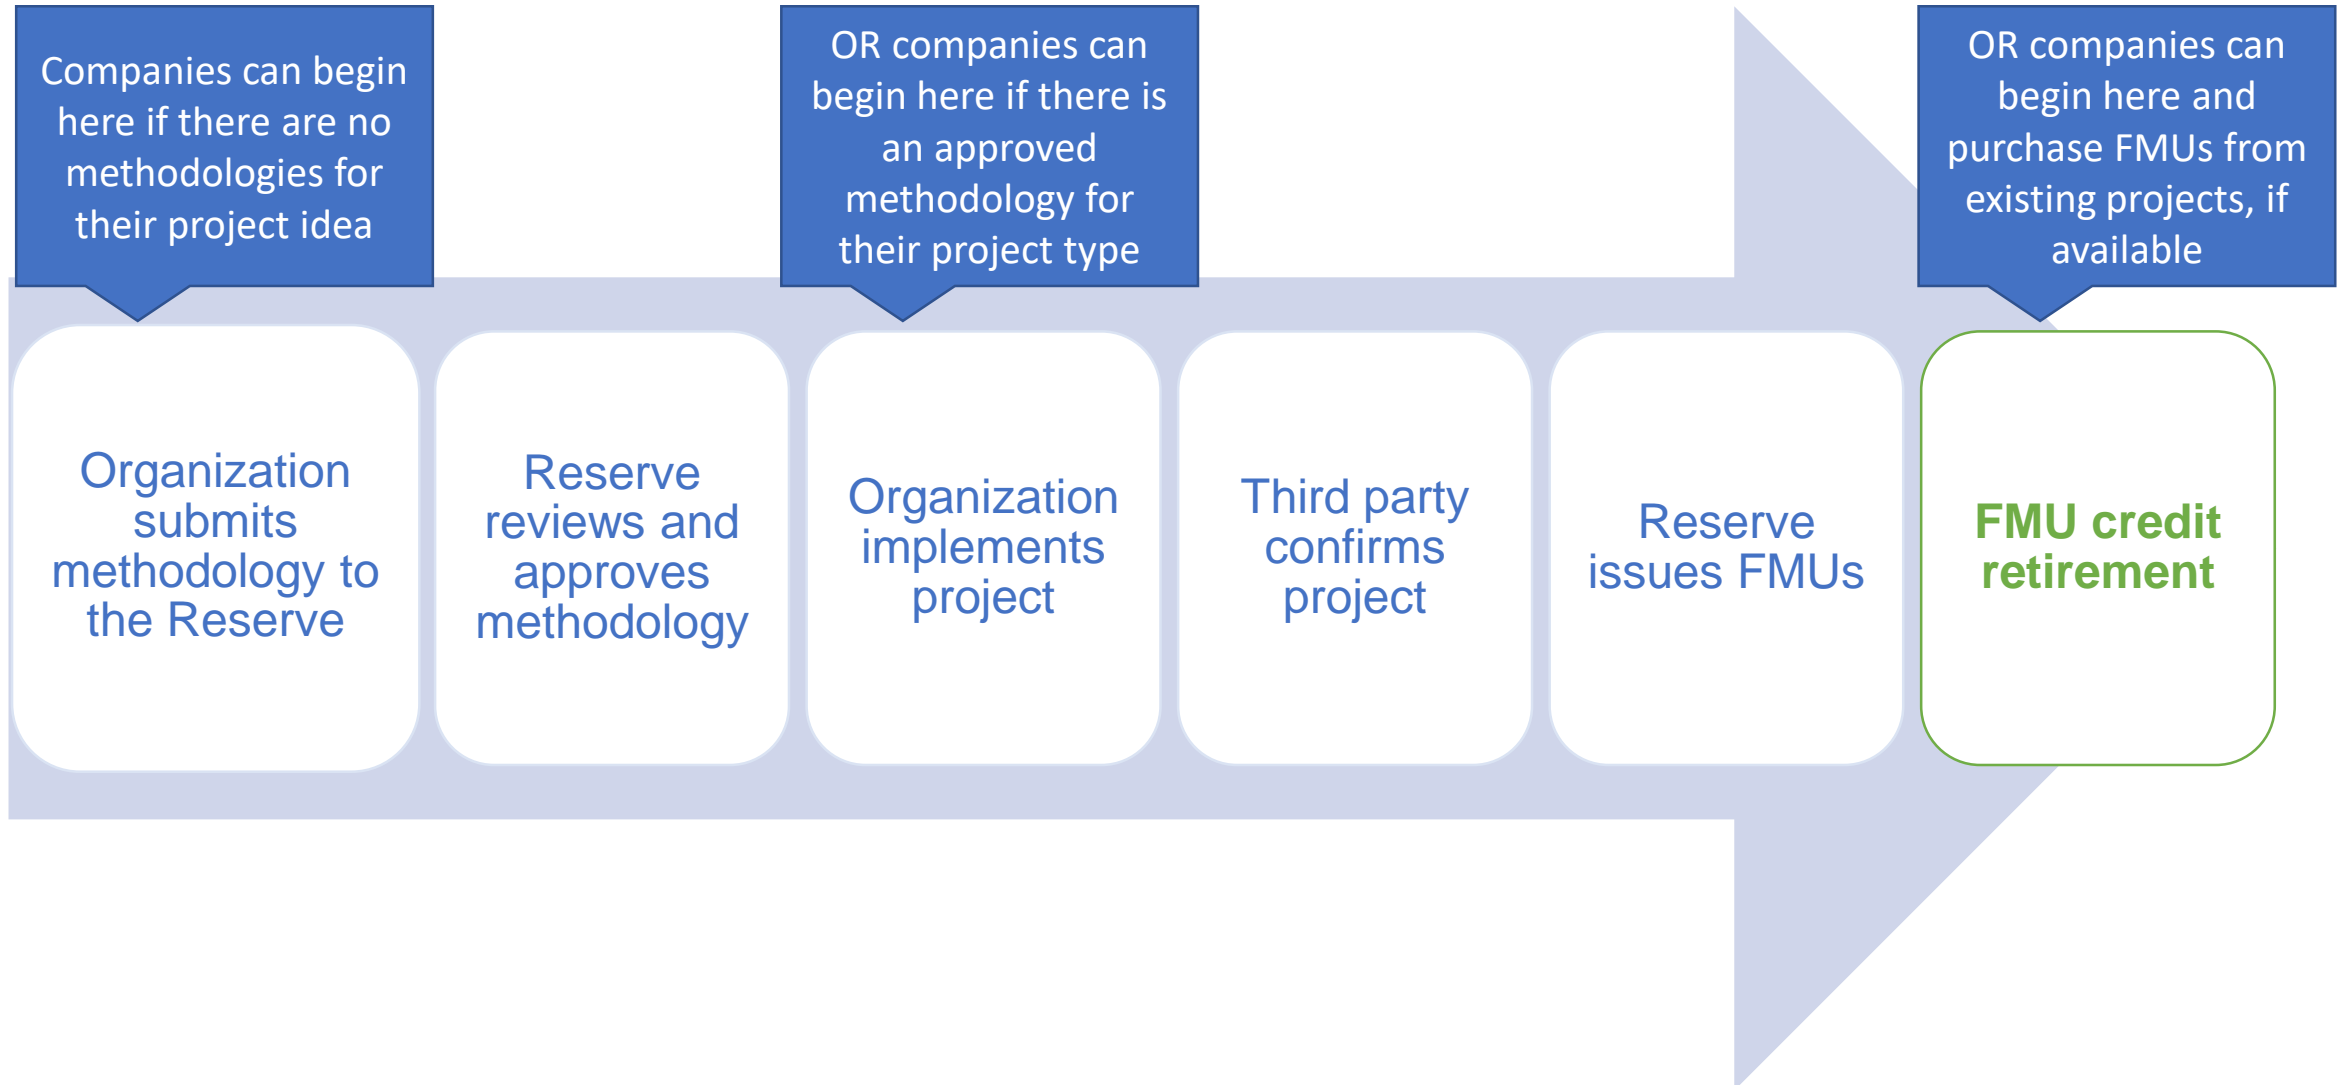 Companies can begin
here if there are no
methodologies for
their project idea
OR companies can
begin here if there is
an approved
methodology for
their project type
OR companies can
begin here and
purchase FMUs from
existing projects, if
available
Organization
submits
methodology to
the Reserve
Reserve
reviews and
approves
methodology
Organization
implements
project
Third party
confirms
project
Reserve
issues FMUs
FMU credit
retirement